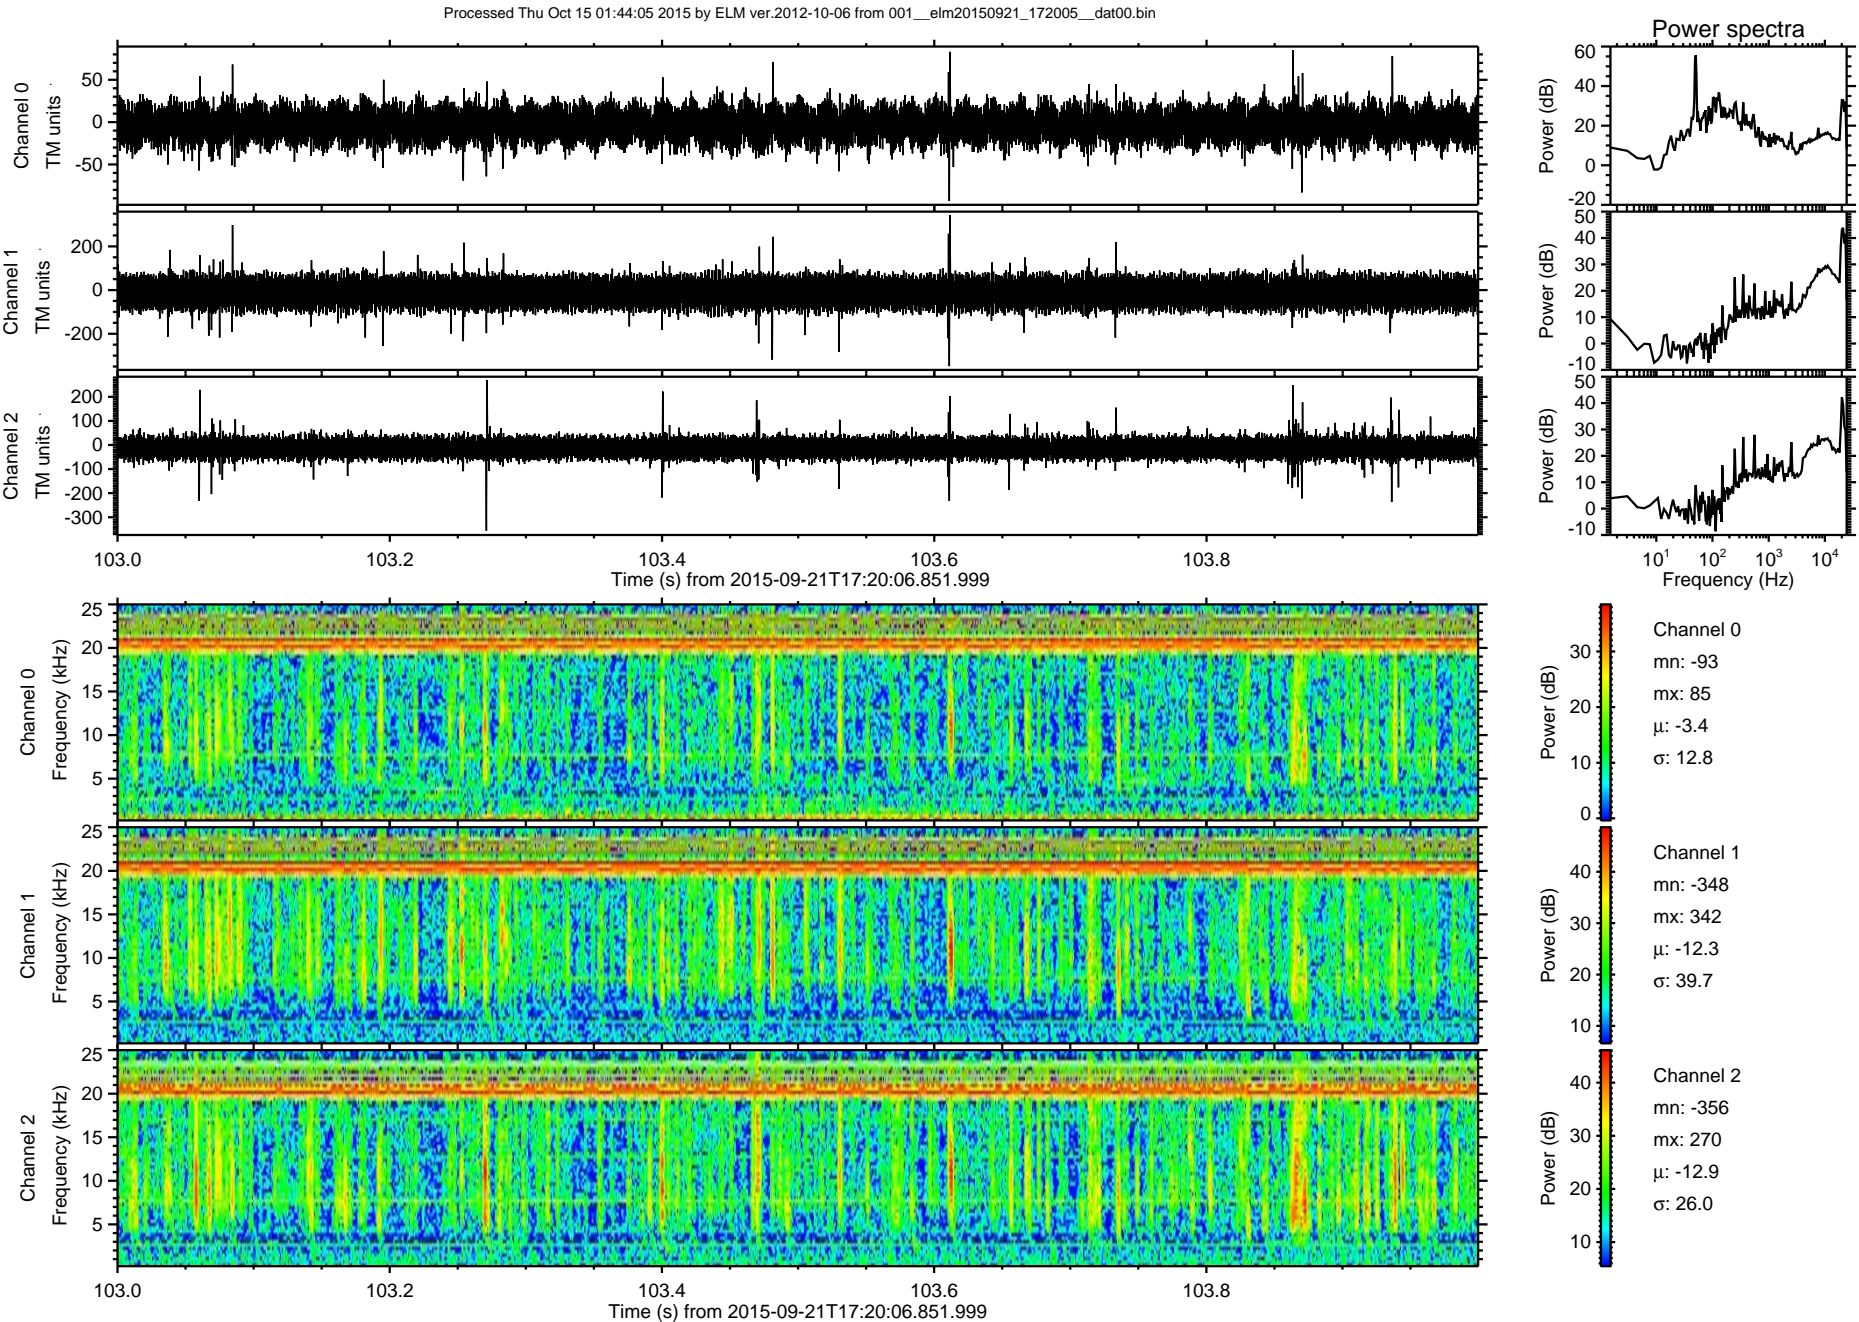 Processed Thu Oct 15 01:44:05 2015 by ELM ver.2012-10-06 from 001__elm20150921_172005__dat00.bin
Power spectra
Channel 0
TM units
50
0
-50
Power (dB)
60
40
20
0
-20
Channel 1
TM units
200
0
-200
Power (dB)
50
40
30
20
10
0
-10
Channel 2
TM units
200
100
0
-100
-200
-300
Power (dB)
50
40
30
20
10
0
-10
103.0 103.2 103.4 103.6 103.8
Time (s) from 2015-09-21T17:20:06.851.999
10¹ 10² 10³ 10⁴
Frequency (Hz)
Channel 0
Frequency (kHz)
25
20
15
10
5
Power (dB)
30
20
10
0
Channel 0
mn: -93
mx: 85
μ: -3.4
σ: 12.8
Channel 1
Frequency (kHz)
25
20
15
10
5
Power (dB)
40
30
20
10
Channel 1
mn: -348
mx: 342
μ: -12.3
σ: 39.7
Channel 2
Frequency (kHz)
25
20
15
10
5
Power (dB)
40
30
20
10
Channel 2
mn: -356
mx: 270
μ: -12.9
σ: 26.0
103.0 103.2 103.4 103.6 103.8
Time (s) from 2015-09-21T17:20:06.851.999